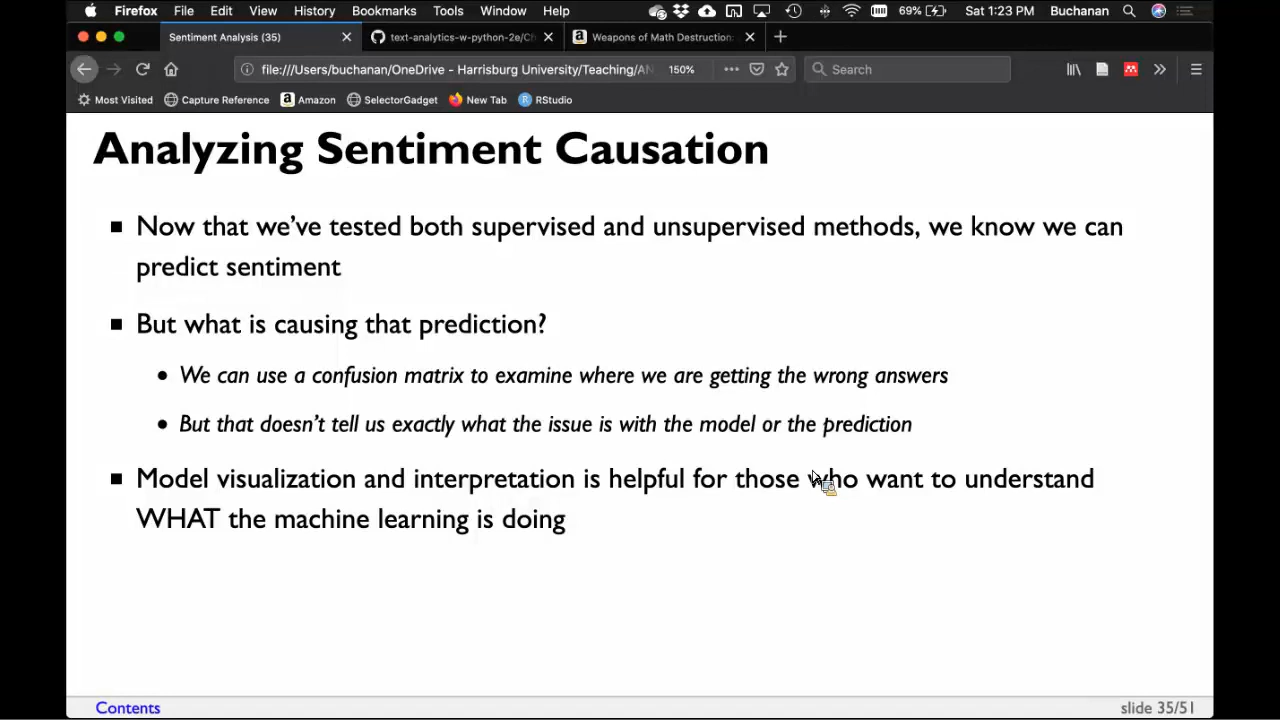 Firefox File Edit View History Bookmarks Tools Window Help 69% Sat 1:23 PM Buchanan
Sentiment Analysis (35) text-analytics-w-python-2e/Ch Weapons of Math Destruction:
file:///Users/buchanan/OneDrive - Harrisburg University/Teaching/AN 150% Search
Most Visited Capture Reference Amazon SelectorGadget New Tab RStudio
Analyzing Sentiment Causation
Now that we've tested both supervised and unsupervised methods, we know we can
predict sentiment
But what is causing that prediction?
We can use a confusion matrix to examine where we are getting the wrong answers
But that doesn't tell us exactly what the issue is with the model or the prediction
Model visualization and interpretation is helpful for those who want to understand
WHAT the machine learning is doing
Contents slide 35/51